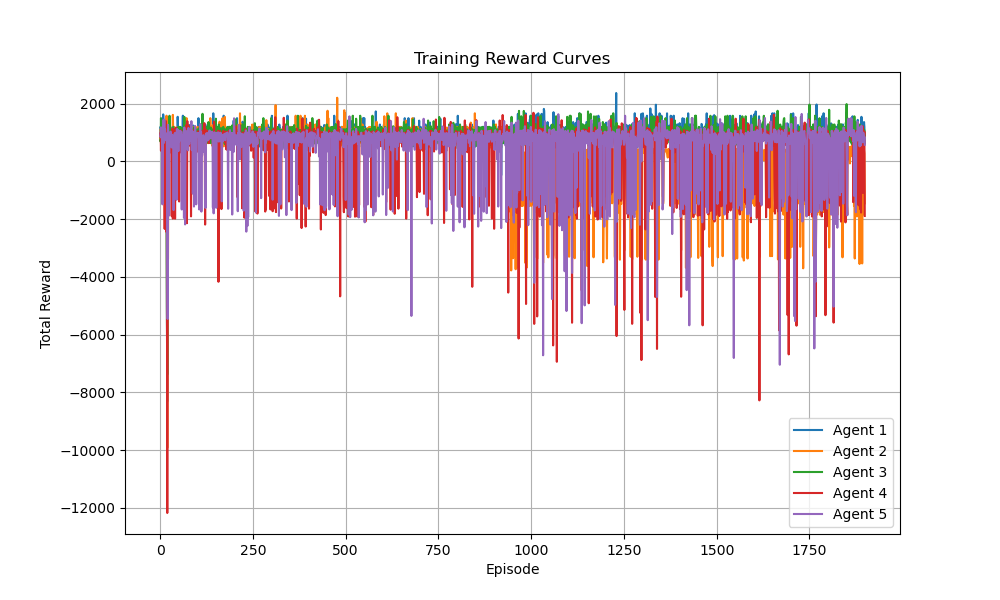 Training Reward Curves
2000
0
−2000
−4000
−6000
−8000
−10000
−12000
Total Reward
0 250 500 750 1000 1250 1500 1750
Episode
Agent 1
Agent 2
Agent 3
Agent 4
Agent 5